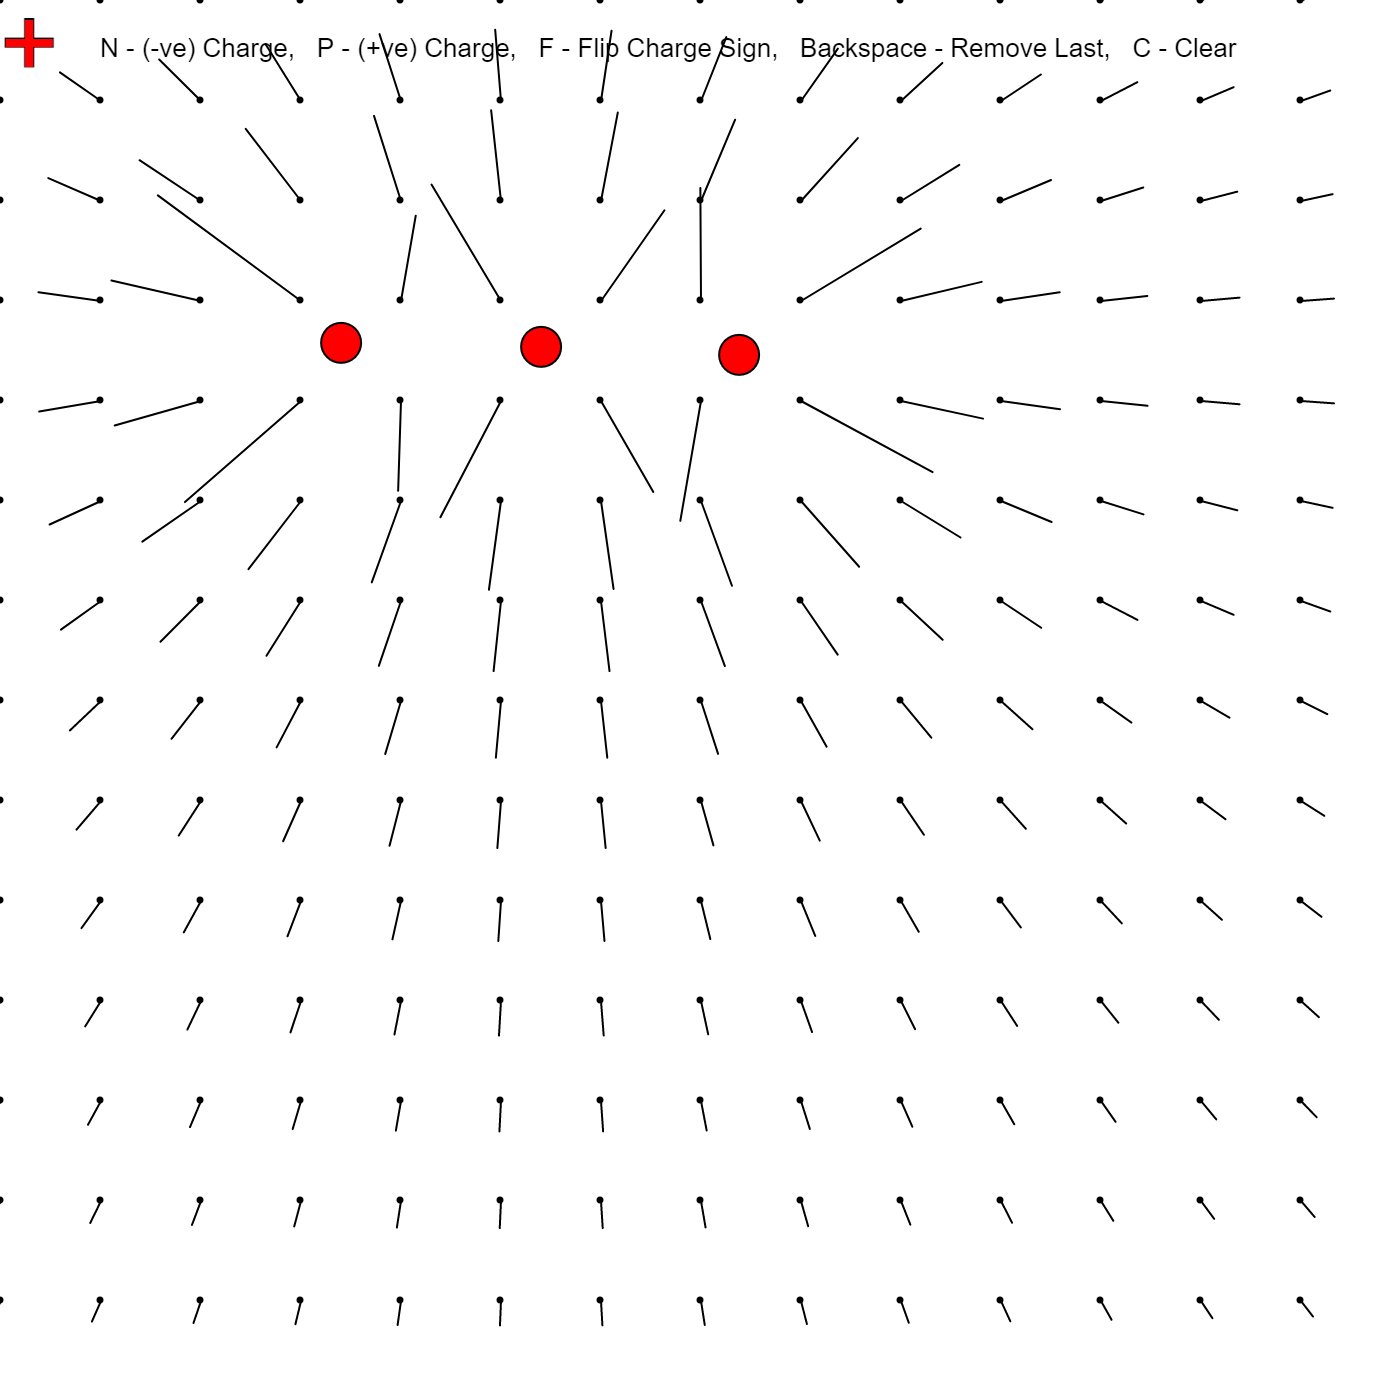 N - (-ve) Charge,   P - (+ve) Charge,   F - Flip Charge Sign,   Backspace - Remove Last,   C - Clear